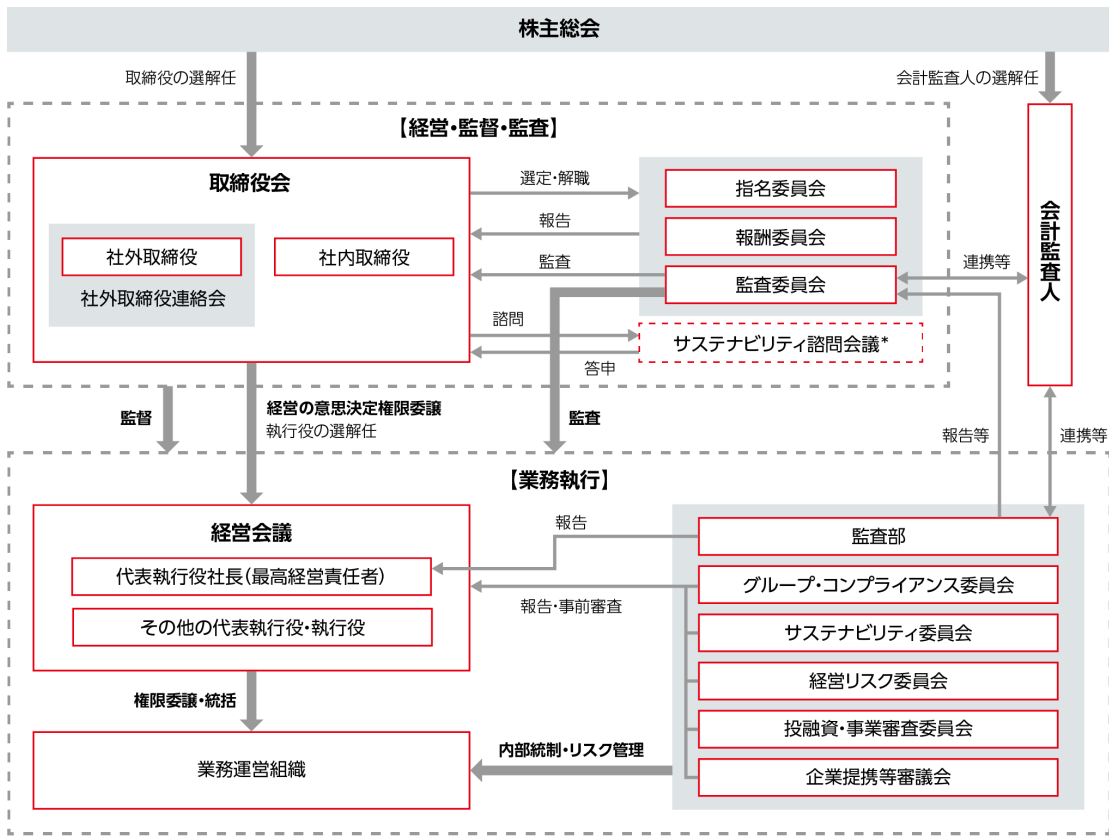 株主総会
取締役の選解任
会計監査人の選解任
【経営・監督・監査】
取締役会
社外取締役
社内取締役
社外取締役連絡会
選定・解職
報告
監査
諮問
答申
指名委員会
報酬委員会
監査委員会
サステナビリティ諮問会議*
連携等
会計監査人
監督
経営の意思決定権限委譲
執行役の選解任
監査
報告等
連携等
【業務執行】
経営会議
代表執行役社長(最高経営責任者)
その他の代表執行役・執行役
報告
報告・事前審査
監査部
グループ・コンプライアンス委員会
サステナビリティ委員会
経営リスク委員会
投融資・事業審査委員会
企業提携等審議会
権限委譲・統括
業務運営組織
内部統制・リスク管理